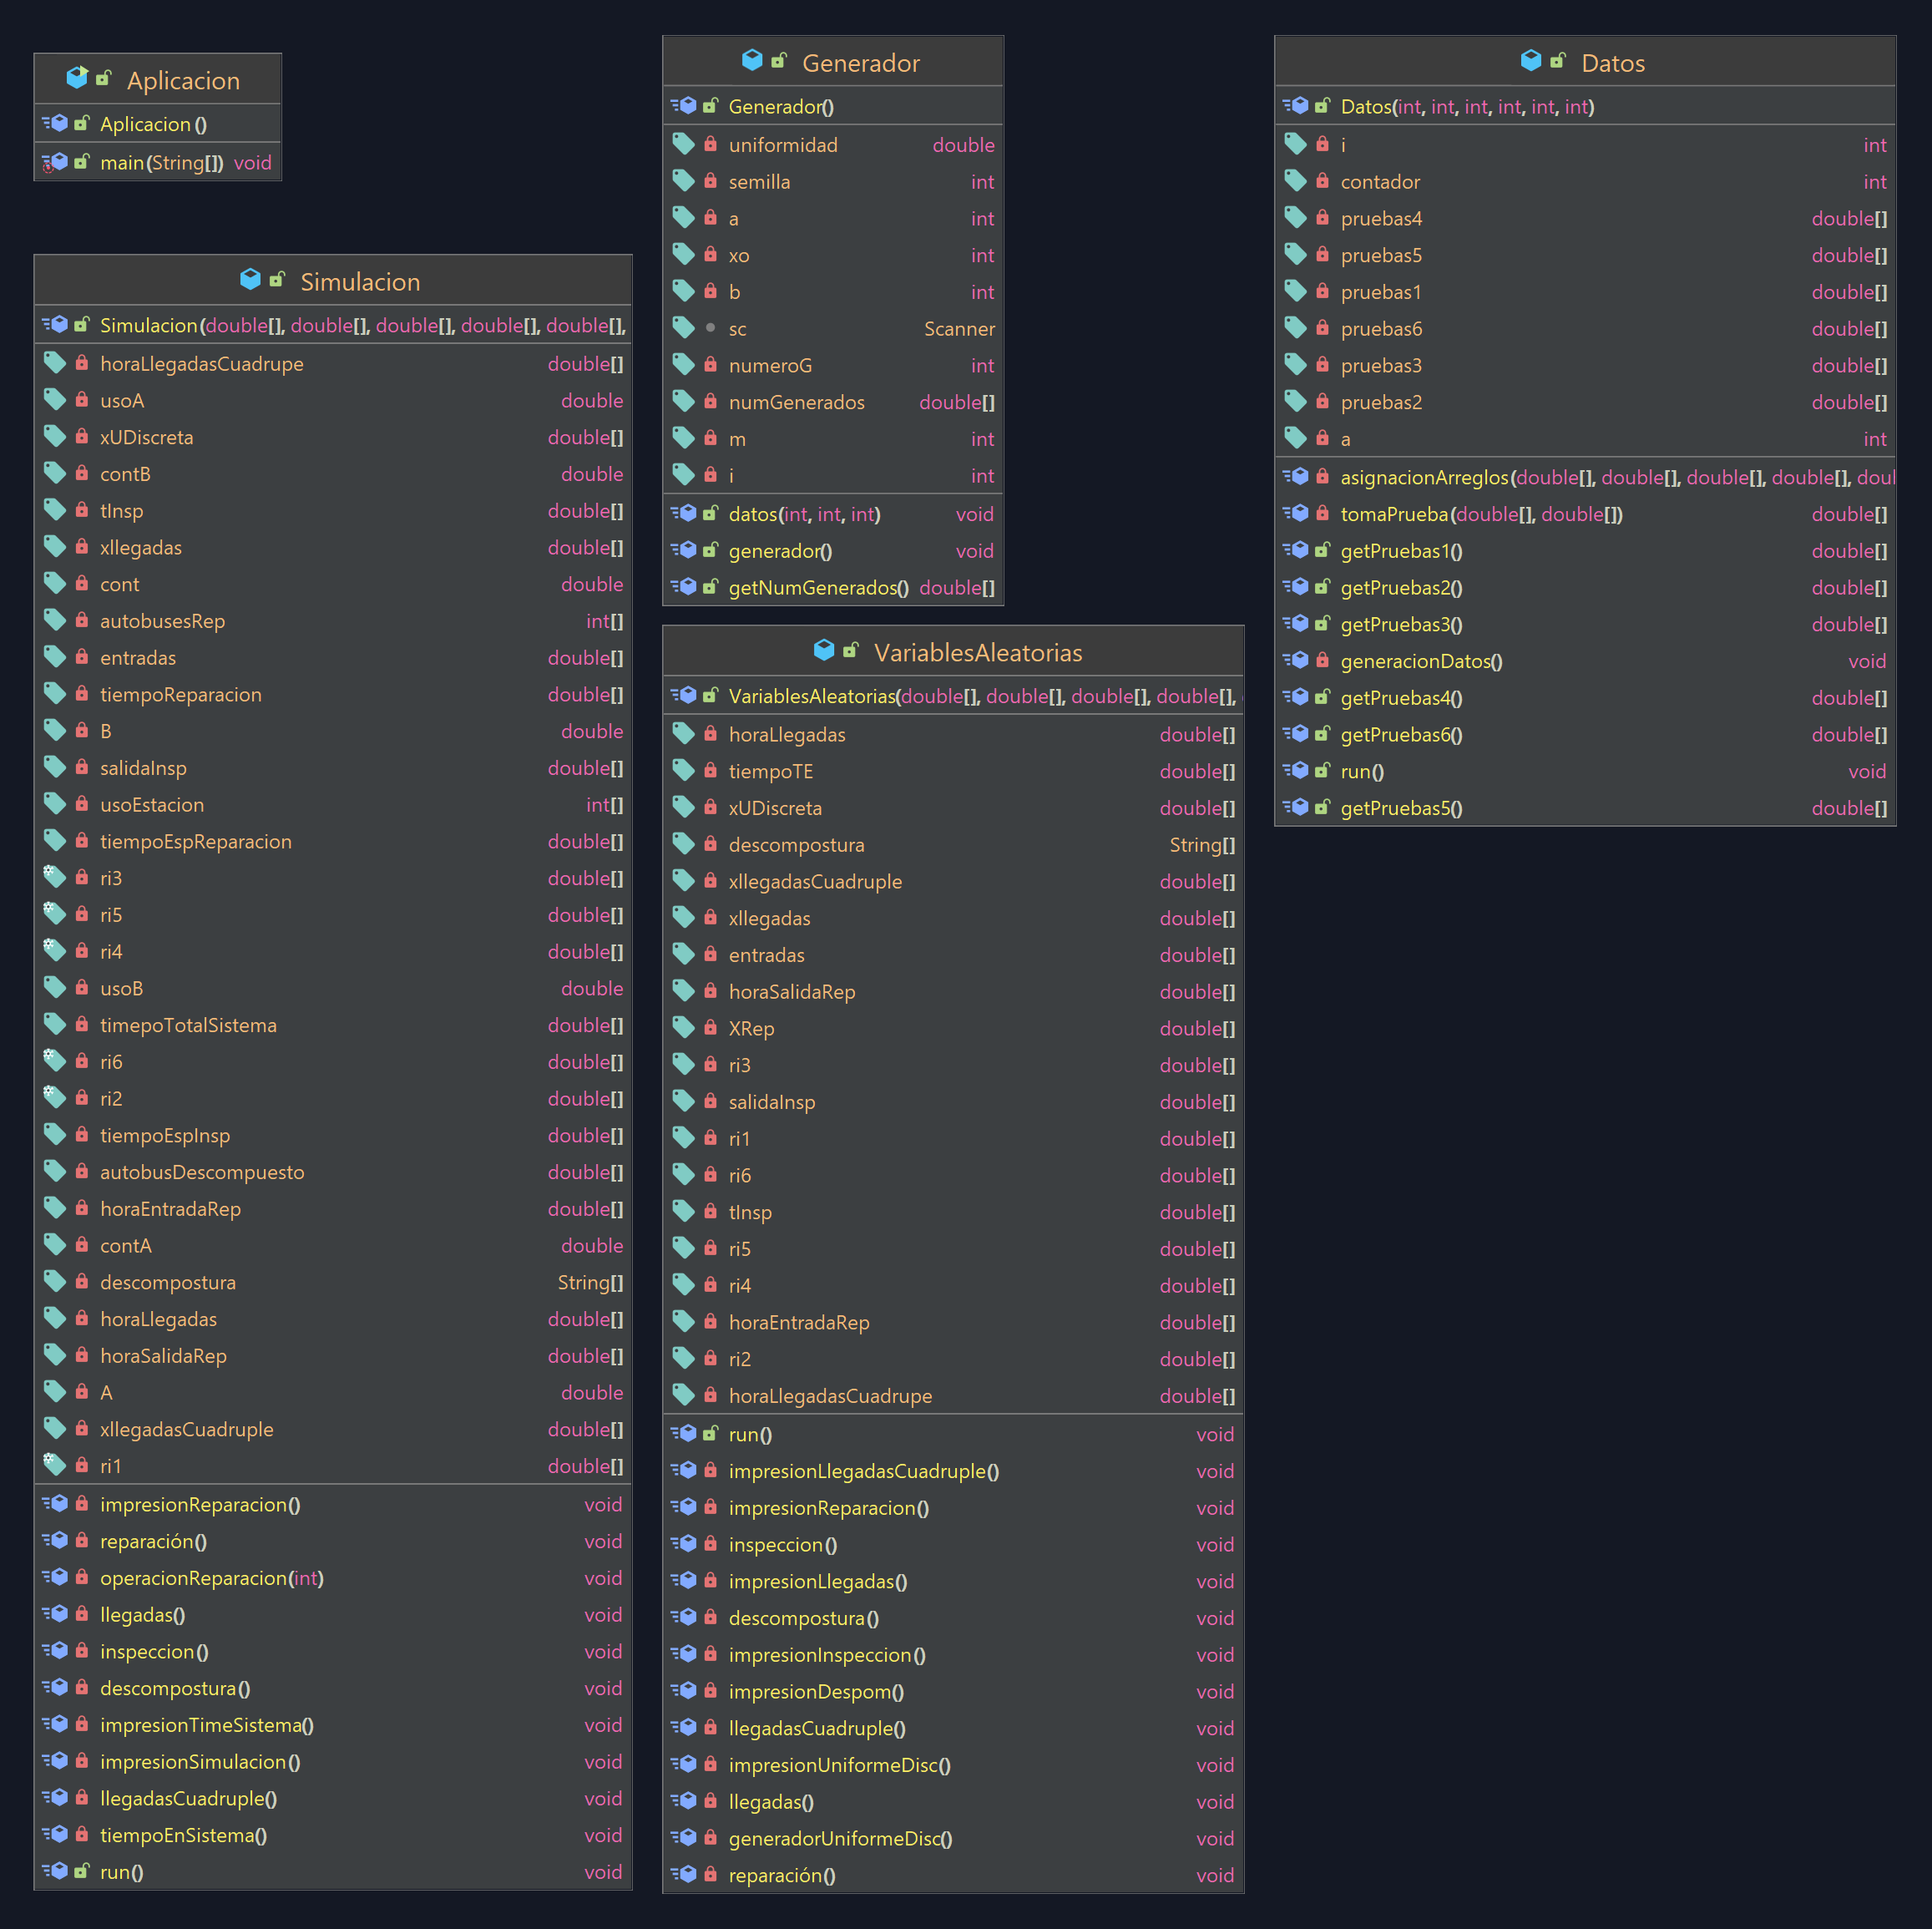 Aplicacion
Aplicacion()
main(String[]) void
Simulacion
Simulacion(double[], double[], double[], double[], double[],
horaLlegadasCuadrupe double[]
usoA double
xUDiscreta double[]
contB double
tInsp double[]
xllegadas double[]
cont double
autobusesRep int[]
entradas double[]
tiempoReparacion double[]
B double
salidaInsp double[]
usoEstacion int[]
tiempoEspReparacion double[]
ri3 double[]
ri5 double[]
ri4 double[]
usoB double
timepoTotalSistema double[]
ri6 double[]
ri2 double[]
tiempoEspInsp double[]
autobusDescompuesto double[]
horaEntradaRep double[]
contA double
descompostura String[]
horaLlegadas double[]
horaSalidaRep double[]
A double
xllegadasCuadruple double[]
ri1 double[]
impresionReparacion() void
reparación() void
operacionReparacion(int) void
llegadas() void
inspeccion() void
descompostura() void
impresionTimeSistema() void
impresionSimulacion() void
llegadasCuadruple() void
tiempoEnSistema() void
run() void
Generador
Generador()
uniformidad double
semilla int
a int
xo int
b int
sc Scanner
numeroG int
numGenerados double[]
m int
i int
datos(int, int, int) void
generador() void
getNumGenerados() double[]
VariablesAleatorias
VariablesAleatorias(double[], double[], double[], double[],
horaLlegadas double[]
tiempoTE double[]
xUDiscreta double[]
descompostura String[]
xllegadasCuadruple double[]
xllegadas double[]
entradas double[]
horaSalidaRep double[]
XRep double[]
ri3 double[]
salidaInsp double[]
ri1 double[]
ri6 double[]
tInsp double[]
ri5 double[]
ri4 double[]
horaEntradaRep double[]
ri2 double[]
horaLlegadasCuadrupe double[]
run() void
impresionLlegadasCuadruple() void
impresionReparacion() void
inspeccion() void
impresionLlegadas() void
descompostura() void
impresionInspeccion() void
impresionDespom() void
llegadasCuadruple() void
impresionUniformeDisc() void
llegadas() void
generadorUniformeDisc() void
reparación() void
Datos
Datos(int, int, int, int, int, int)
i int
contador int
pruebas4 double[]
pruebas5 double[]
pruebas1 double[]
pruebas6 double[]
pruebas3 double[]
pruebas2 double[]
a int
asignacionArreglos(double[], double[], double[], double[], doul
tomaPrueba(double[], double[]) double[]
getPruebas1() double[]
getPruebas2() double[]
getPruebas3() double[]
generacionDatos() void
getPruebas4() double[]
getPruebas6() double[]
run() void
getPruebas5() double[]